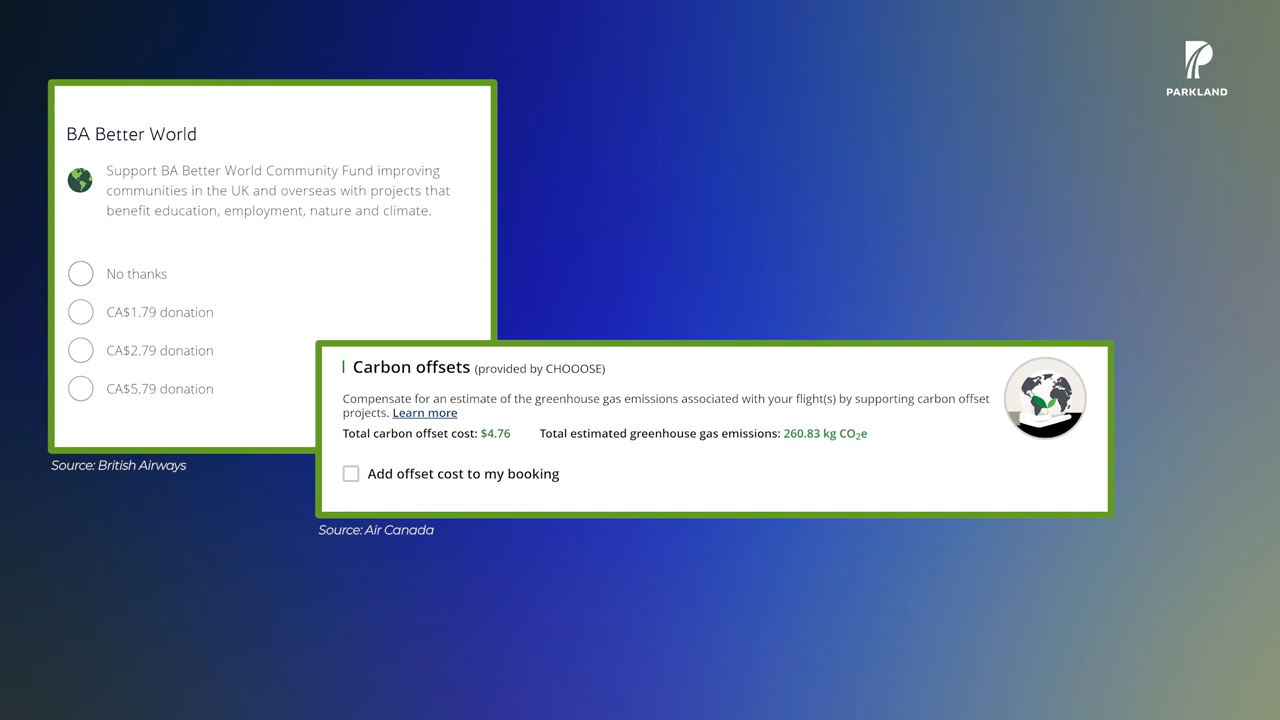 PARKLAND
BA Better World
Support BA Better World Community Fund improving
communities in the UK and overseas with projects that
benefit education, employment, nature and climate.
No thanks
CA$1.79 donation
CA$2.79 donation
CA$5.79 donation
Source: British Airways
Carbon offsets (provided by CHOOOSE)
Compensate for an estimate of the greenhouse gas emissions associated with your flight(s) by supporting carbon offset
projects. Learn more
Total carbon offset cost: $4.76 Total estimated greenhouse gas emissions: 260.83 kg CO₂e
Add offset cost to my booking
Source: Air Canada